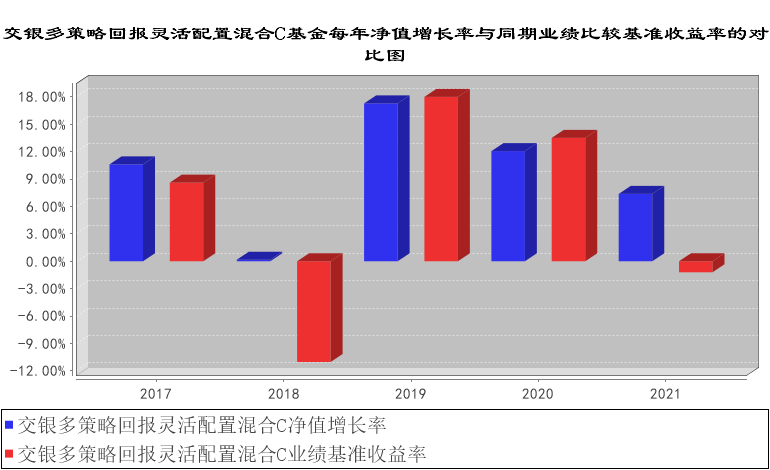 交银多策略回报灵活配置混合C基金每年净值增长率与同期业绩比较基准收益率的对
比图
18.00%
15.00%
12.00%
9.00%
6.00%
3.00%
0.00%
-3.00%
-6.00%
-9.00%
-12.00%
2017 2018 2019 2020 2021
交银多策略回报灵活配置混合C净值增长率
交银多策略回报灵活配置混合C业绩基准收益率